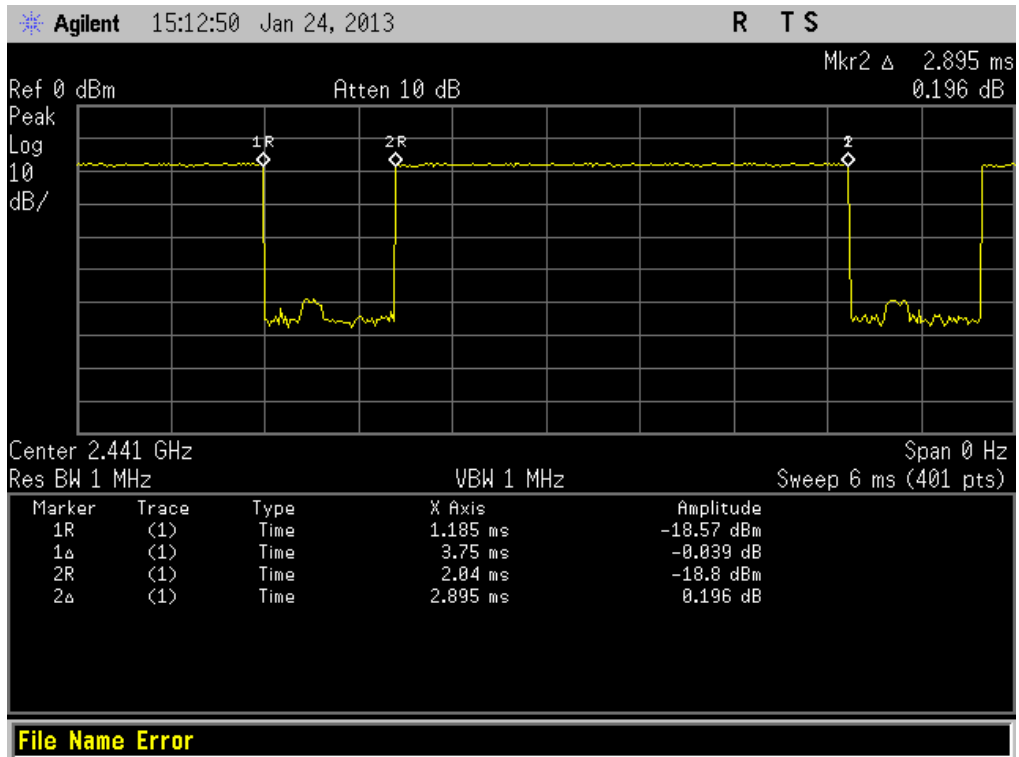 Agilent 15:12:50 Jan 24, 2013 R T S
Mkr2 Δ 2.895 ms
Ref 0 dBm Atten 10 dB 0.196 dB
Peak
Log
10
dB/
1R 2R 2
Center 2.441 GHz Span 0 Hz
Res BW 1 MHz VBW 1 MHz Sweep 6 ms (401 pts)
Marker Trace Type X Axis Amplitude
1R (1) Time 1.185 ms -18.57 dBm
1Δ (1) Time 3.75 ms -0.039 dB
2R (1) Time 2.04 ms -18.8 dBm
2Δ (1) Time 2.895 ms 0.196 dB
File Name Error